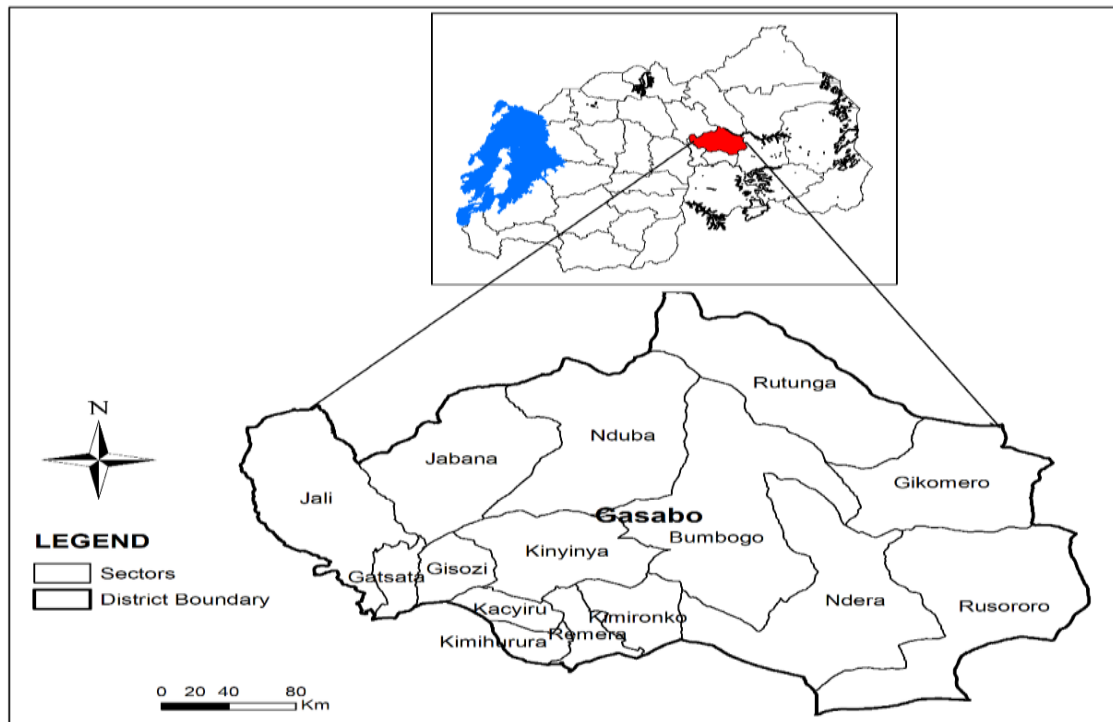 Rutunga
Nduba
Jabana
Gikomero
Jali
Gasabo
Bumbogo
Kinyinya
Gisozi
Gatsata
Ndera
Rusororo
Kacyiru
Kimironko
Remera
Kimihurura
N
LEGEND
Sectors
District Boundary
0 20 40 80
Km